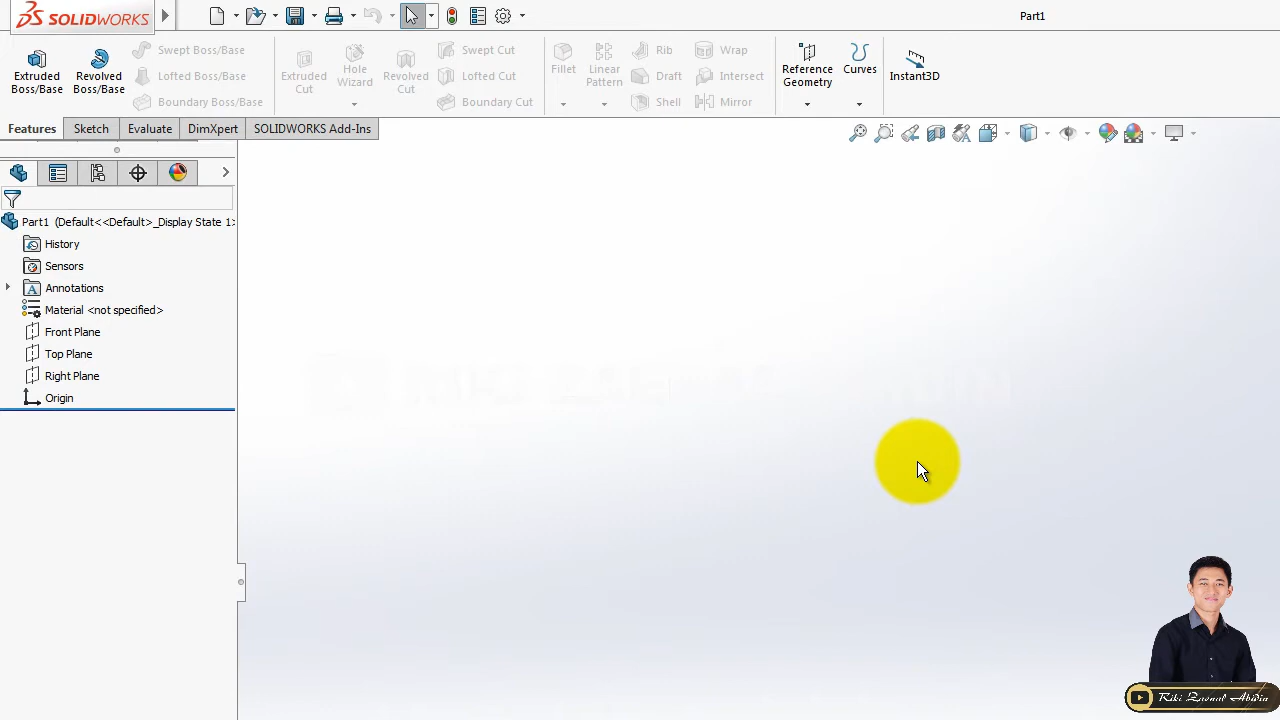 SOLIDWORKS
Part1
Extruded Boss/Base
Revolved Boss/Base
Swept Boss/Base
Lofted Boss/Base
Boundary Boss/Base
Extruded Cut
Hole Wizard
Revolved Cut
Swept Cut
Lofted Cut
Boundary Cut
Fillet
Linear Pattern
Rib
Draft
Shell
Wrap
Intersect
Mirror
Reference Geometry
Curves
Instant3D
Features
Sketch
Evaluate
DimXpert
SOLIDWORKS Add-Ins
Part1 (Default<<Default>_Display State 1>
History
Sensors
A Annotations
Material <not specified>
Front Plane
Top Plane
Right Plane
Origin
Riki Zaenal Abidin